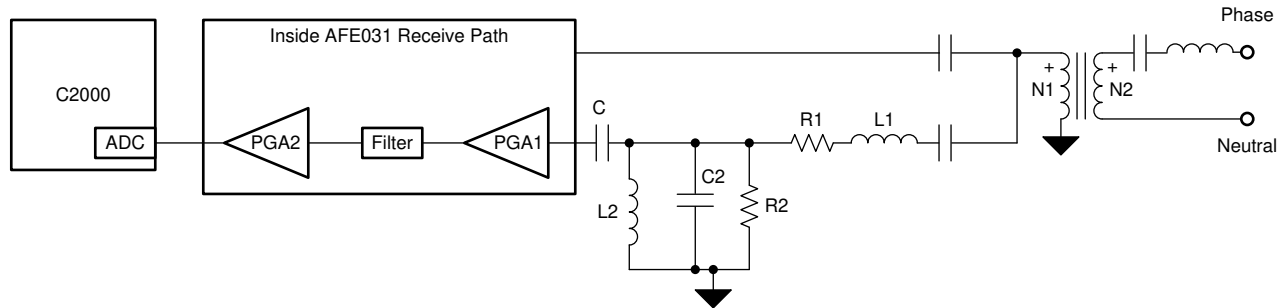 Phase
Inside AFE031 Receive Path
C2000
+
N1
+
N2
C
R1
L1
ADC
PGA2
Filter
PGA1
Neutral
C2
L2
R2